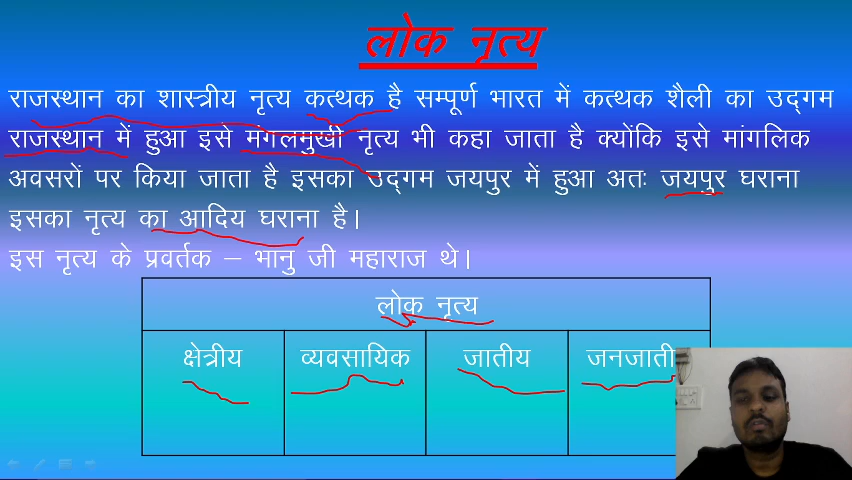 लोक नृत्य
राजस्थान का शास्त्रीय नृत्य कत्थक है सम्पूर्ण भारत में कत्थक शैली का उद्गम
राजस्थान में हुआ इसे मंगलमुखी नृत्य भी कहा जाता है क्योंकि इसे मांगलिक
अवसरों पर किया जाता है इसका उद्गम जयपुर में हुआ अतः जयपुर घराना
इसका नृत्य का आदिय घराना है।
इस नृत्य के प्रवर्तक – भानु जी महाराज थे।
लोक नृत्य
क्षेत्रीय व्यवसायिक जातीय जनजाती